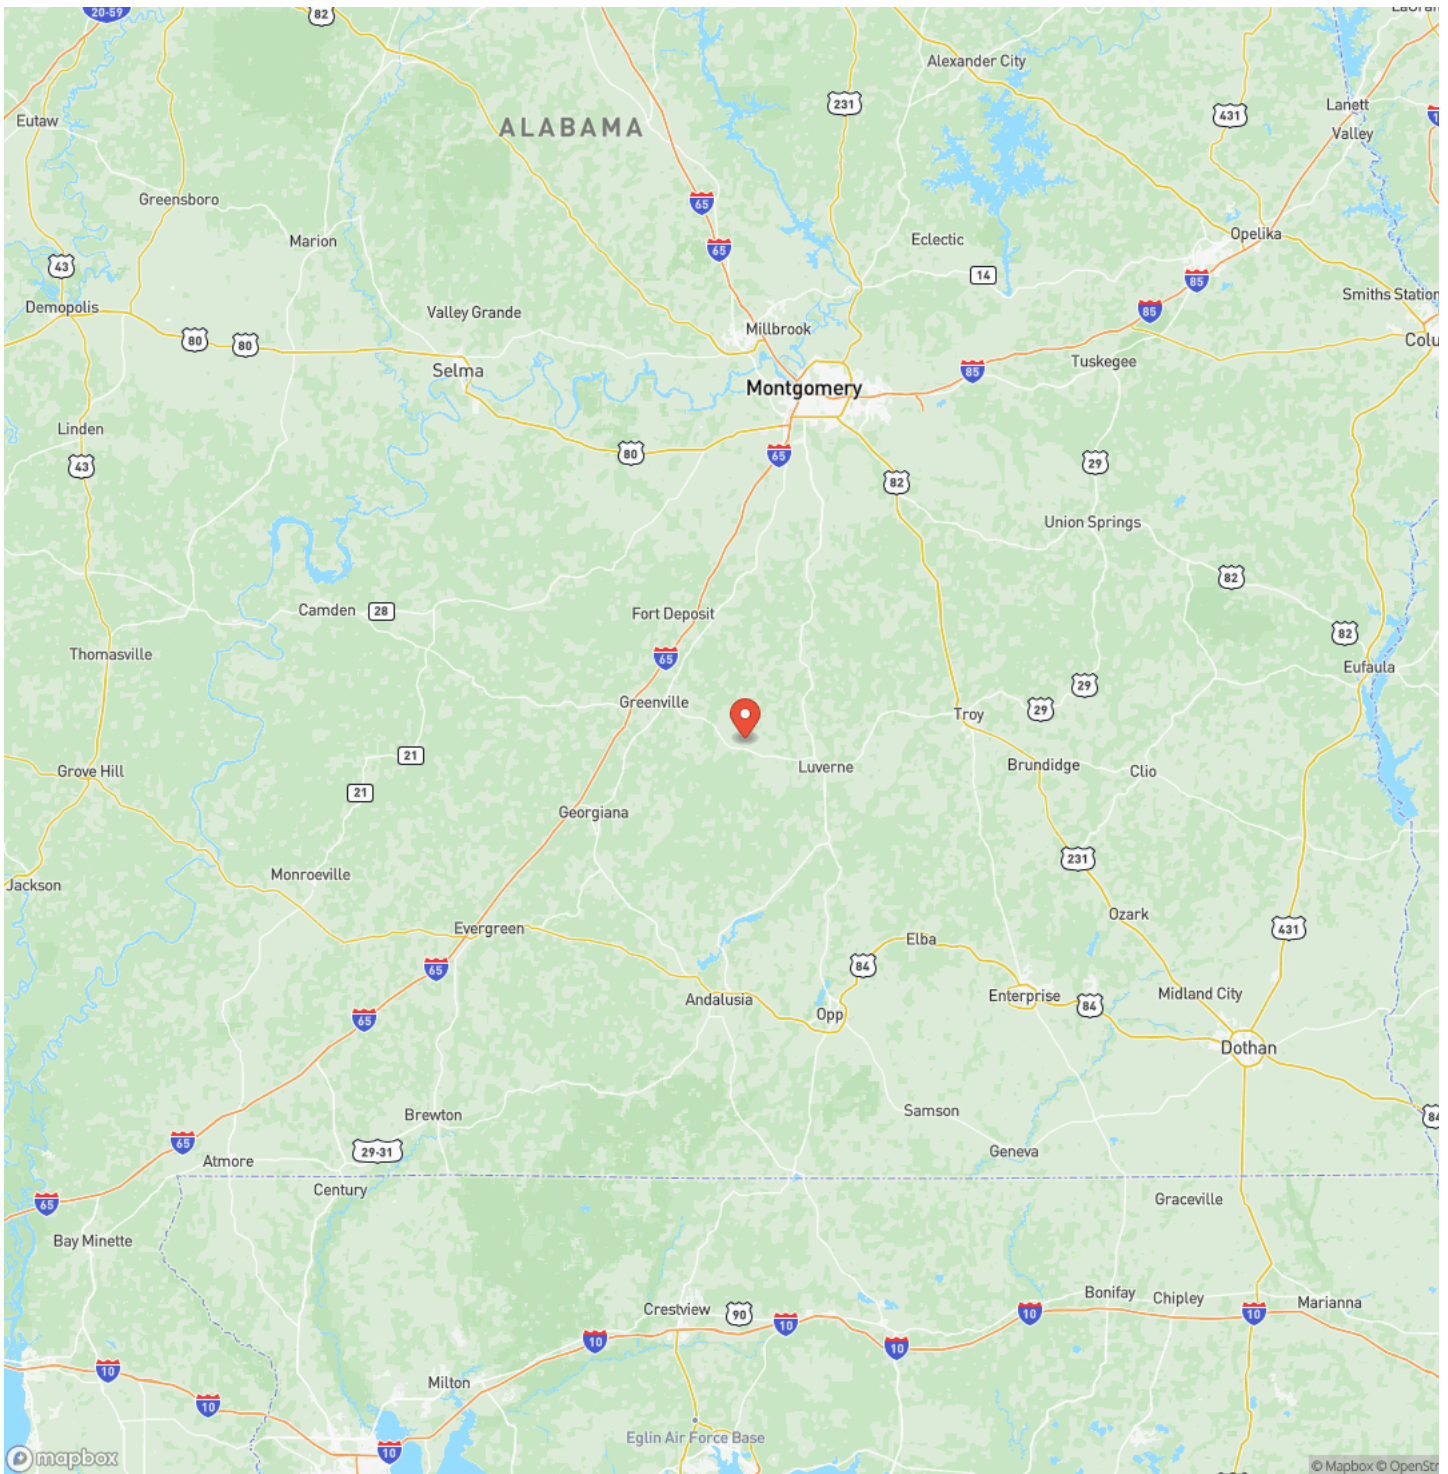 20-59
82
LaGran
Alexander City
231
431
Lanett
ALABAMA
Valley
Eutaw
Greensboro
65
Marion
Eclectic
Opelika
65
43
14
85
Smiths Station
Demopolis
Valley Grande
85
Millbrook
80
80
Colu
Selma
85
Tuskegee
Montgomery
Linden
43
80
65
29
82
Union Springs
82
Camden
28
Fort Deposit
82
Thomasville
65
Eufaula
29
Greenville
29
Troy
21
Grove Hill
Luverne
Brundidge
Clio
21
Georgiana
231
Monroeville
Jackson
Ozark
Evergreen
431
Elba
65
84
Andalusia
Enterprise
Midland City
84
65
Opp
Dothan
Brewton
Samson
84
65
29-31
Geneva
Atmore
Century
Graceville
65
Bay Minette
Bonifay
Chipley
Crestview
90
10
10
Marianna
10
10
10
10
Milton
10
Eglin Air Force Base
10
mapbox
© Mapbox © OpenStr